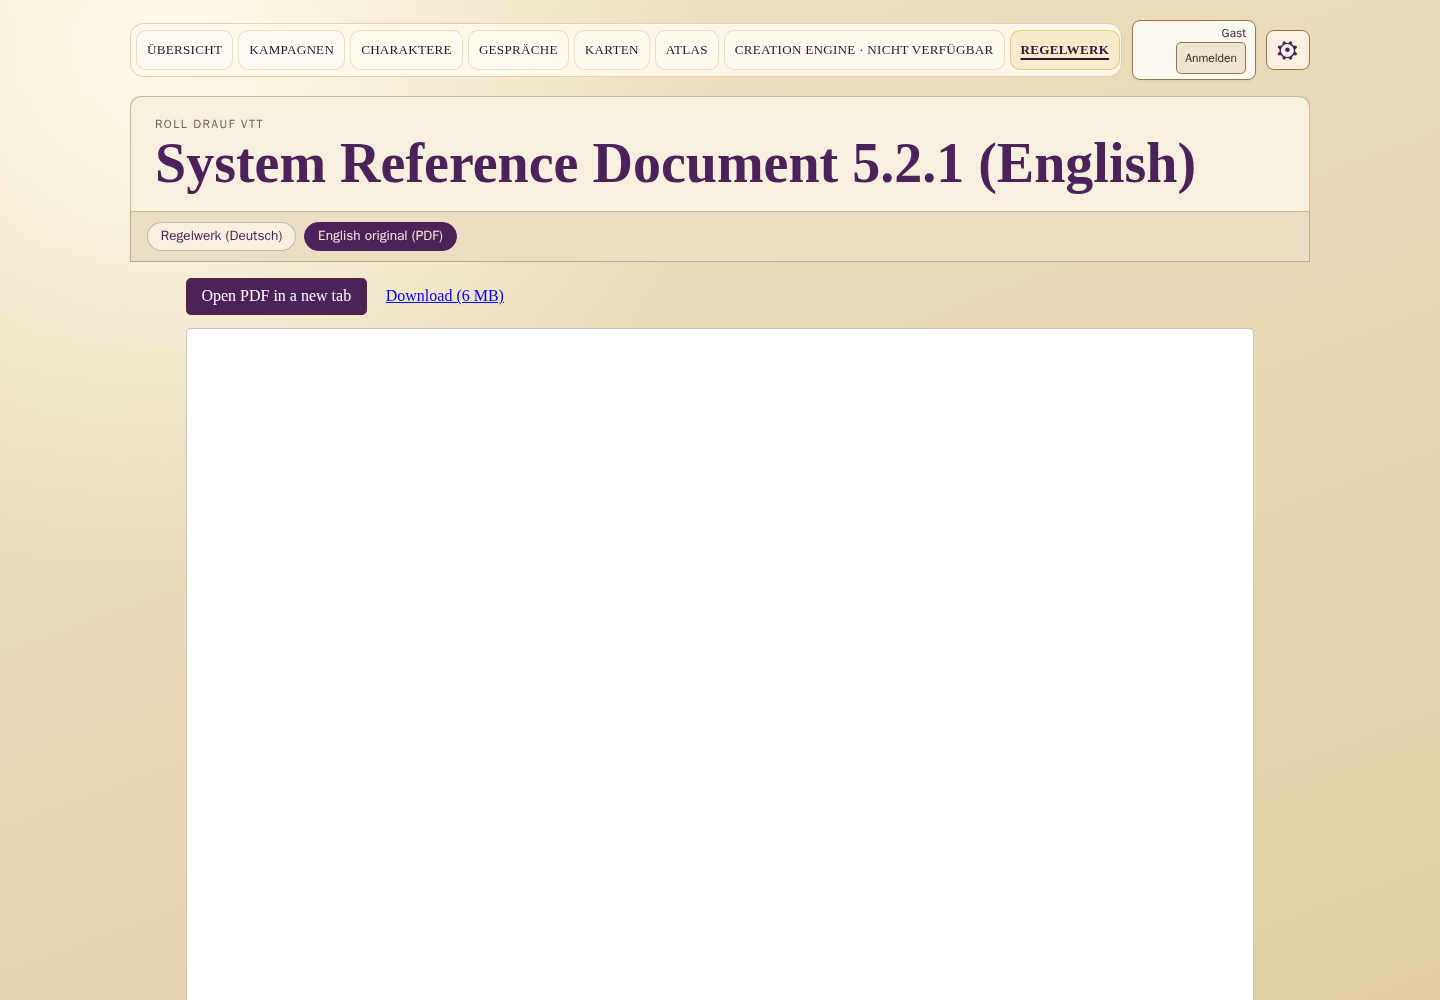 ÜBERSICHT KAMPAGNEN CHARAKTERE GESPRÄCHE KARTEN ATLAS CREATION ENGINE · NICHT VERFÜGBAR REGELWERK
Gast
Anmelden
ROLL DRAUF VTT
System Reference Document 5.2.1 (English)
Regelwerk (Deutsch) English original (PDF)
Open PDF in a new tab Download (6 MB)